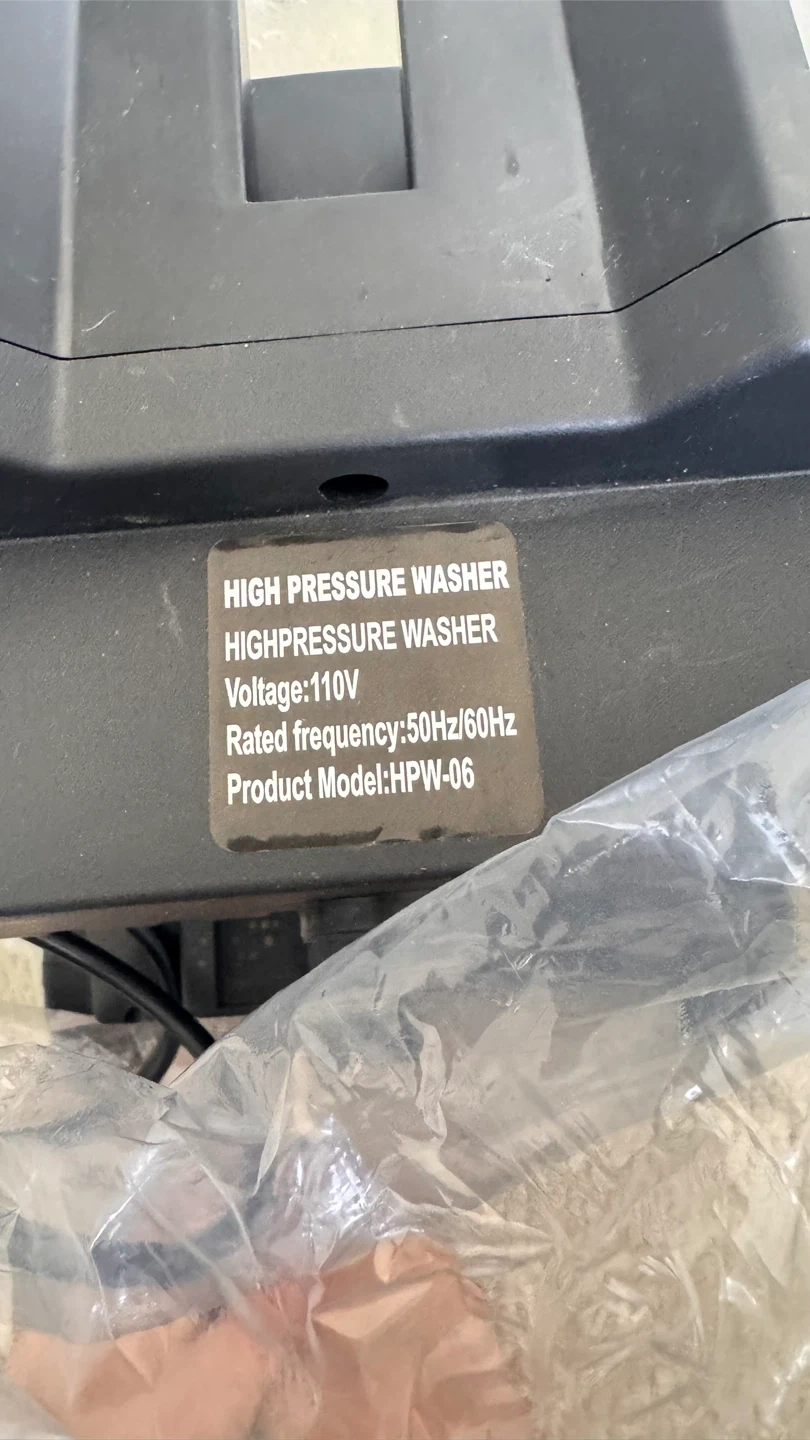 HIGH PRESSURE WASHER
HIGHPRESSURE WASHER
Voltage:110V
Rated frequency:50Hz/60Hz
Product Model:HPW-06